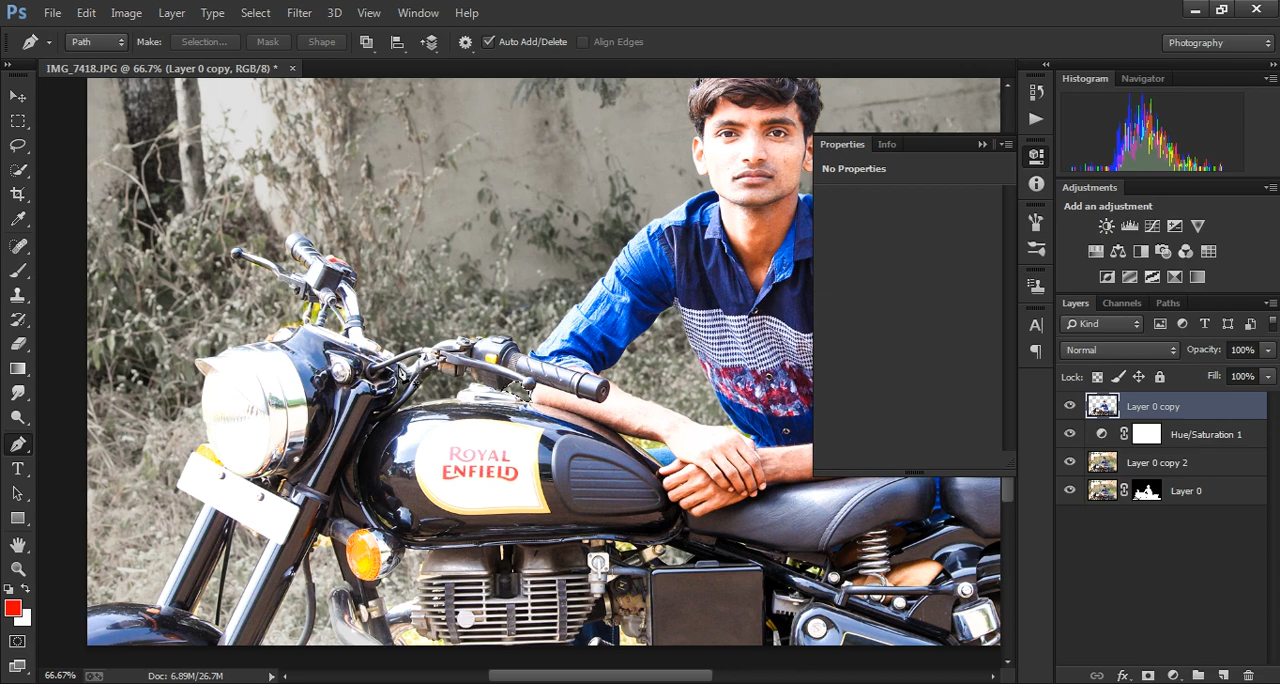 Ps File Edit Image Layer Type Select Filter 3D View Window Help
Path Make: Selection... Mask Shape Auto Add/Delete Align Edges Photography
IMG_7418.JPG @ 66.7% (Layer 0 copy, RGB/8) * ×
Histogram Navigator
Properties Info
No Properties
Adjustments
Add an adjustment
Layers Channels Paths
Kind
Normal Opacity: 100%
Lock: Fill: 100%
Layer 0 copy
Hue/Saturation 1
Layer 0 copy 2
Layer 0
ROYAL
ENFIELD
66.67% Doc: 6.89M/26.7M